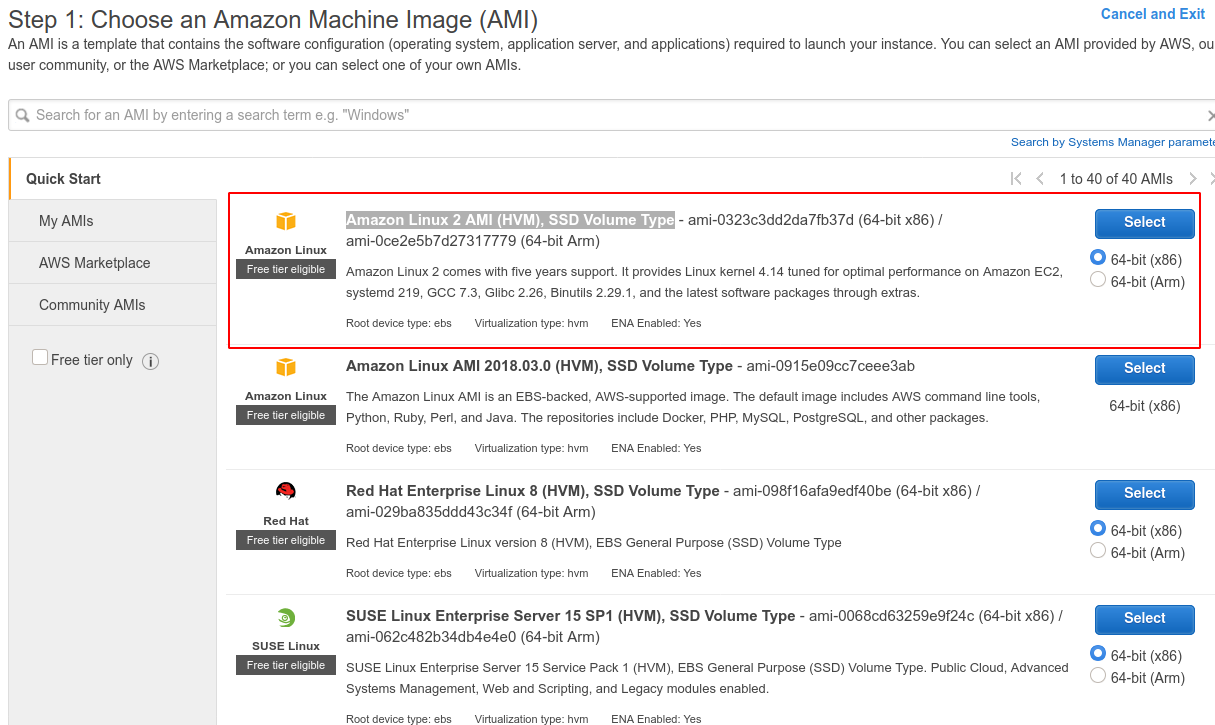 Step 1: Choose an Amazon Machine Image (AMI)
Cancel and Exit
An AMI is a template that contains the software configuration (operating system, application server, and applications) required to launch your instance. You can select an AMI provided by AWS, ou
user community, or the AWS Marketplace; or you can select one of your own AMIs.
Search for an AMI by entering a search term e.g. "Windows"
Search by Systems Manager paramete
Quick Start
1 to 40 of 40 AMIs
My AMIs
AWS Marketplace
Community AMIs
Free tier only
Amazon Linux
Free tier eligible
Amazon Linux 2 AMI (HVM), SSD Volume Type - ami-0323c3dd2da7fb37d (64-bit x86) /
ami-0ce2e5b7d27317779 (64-bit Arm)
Amazon Linux 2 comes with five years support. It provides Linux kernel 4.14 tuned for optimal performance on Amazon EC2,
systemd 219, GCC 7.3, Glibc 2.26, Binutils 2.29.1, and the latest software packages through extras.
Root device type: ebs Virtualization type: hvm ENA Enabled: Yes
Select
64-bit (x86)
64-bit (Arm)
Amazon Linux
Free tier eligible
Amazon Linux AMI 2018.03.0 (HVM), SSD Volume Type - ami-0915e09cc7ceee3ab
The Amazon Linux AMI is an EBS-backed, AWS-supported image. The default image includes AWS command line tools,
Python, Ruby, Perl, and Java. The repositories include Docker, PHP, MySQL, PostgreSQL, and other packages.
Root device type: ebs Virtualization type: hvm ENA Enabled: Yes
Select
64-bit (x86)
Red Hat
Free tier eligible
Red Hat Enterprise Linux 8 (HVM), SSD Volume Type - ami-098f16afa9edf40be (64-bit x86) /
ami-029ba835ddd43c34f (64-bit Arm)
Red Hat Enterprise Linux version 8 (HVM), EBS General Purpose (SSD) Volume Type
Root device type: ebs Virtualization type: hvm ENA Enabled: Yes
Select
64-bit (x86)
64-bit (Arm)
SUSE Linux
Free tier eligible
SUSE Linux Enterprise Server 15 SP1 (HVM), SSD Volume Type - ami-0068cd63259e9f24c (64-bit x86) /
ami-062c482b34db4e4e0 (64-bit Arm)
SUSE Linux Enterprise Server 15 Service Pack 1 (HVM), EBS General Purpose (SSD) Volume Type. Public Cloud, Advanced
Systems Management, Web and Scripting, and Legacy modules enabled.
Root device type: ebs Virtualization type: hvm ENA Enabled: Yes
Select
64-bit (x86)
64-bit (Arm)